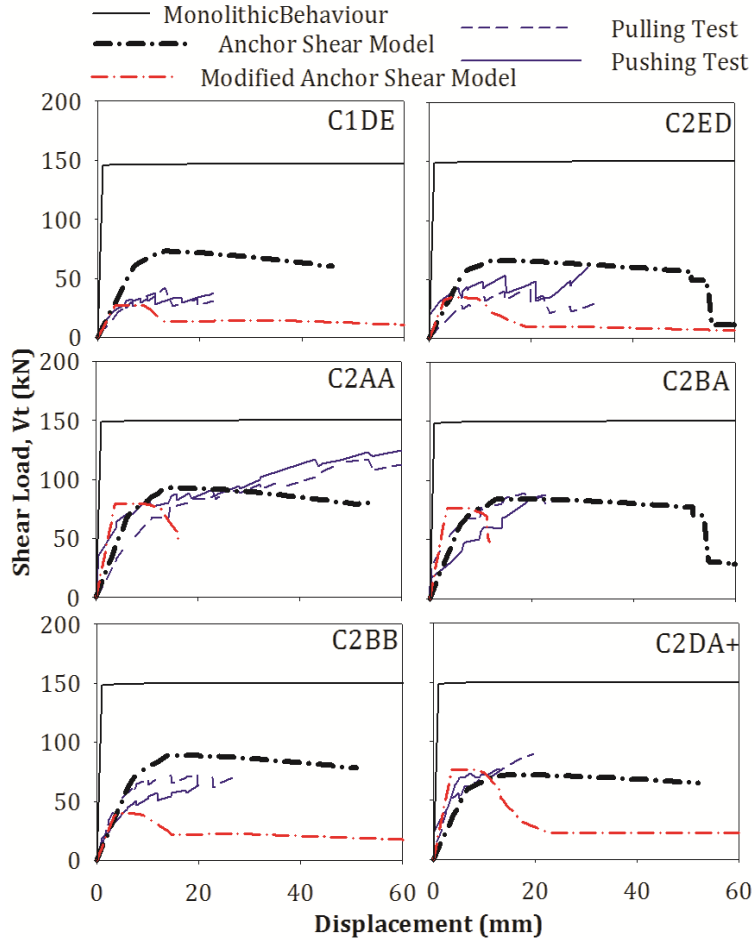 MonolithicBehaviour
Pulling Test
Anchor Shear Model
Pushing Test
Modified Anchor Shear Model
200
150
100
50
0
C1DE
C2ED
200
150
100
50
0
C2AA
C2BA
200
150
100
50
0
C2BB
C2DA+
Shear Load, Vt (kN)
0 20 40 60
0 20 40 60
Displacement (mm)